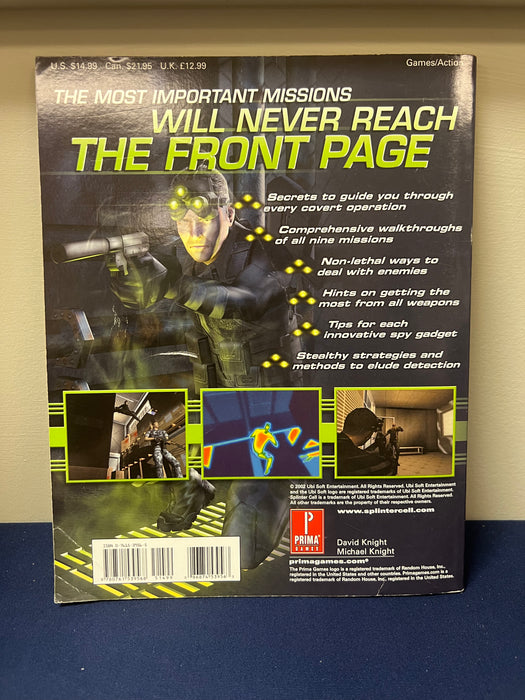 U.S. $14.99 Can. $21.95 U.K. £12.99
Games/Action
THE MOST IMPORTANT MISSIONS
WILL NEVER REACH
THE FRONT PAGE
Secrets to guide you through
every covert operation
Comprehensive walkthroughs
of all nine missions
Non-lethal ways to
deal with enemies
Hints on getting the
most from all weapons
Tips for each
innovative spy gadget
Stealthy strategies and
methods to elude detection
© 2002 Ubi Soft Entertainment. All Rights Reserved. Ubi Soft Entertainment
and the Ubi Soft logo are registered trademarks of Ubi Soft Entertainment.
Splinter Cell is a trademark of Ubi Soft Entertainment. All Rights Reserved.
All other trademarks are the property of their respective owners.
www.splintercell.com
P
PRIMA
GAMES
David Knight
Michael Knight
primagames.com®
The Prime Games logo is a registered trademark of Random House, Inc.,
registered in the United States and other countries. Primagames.com is a
registered trademark of Random House, Inc., registered in the United States.
51499